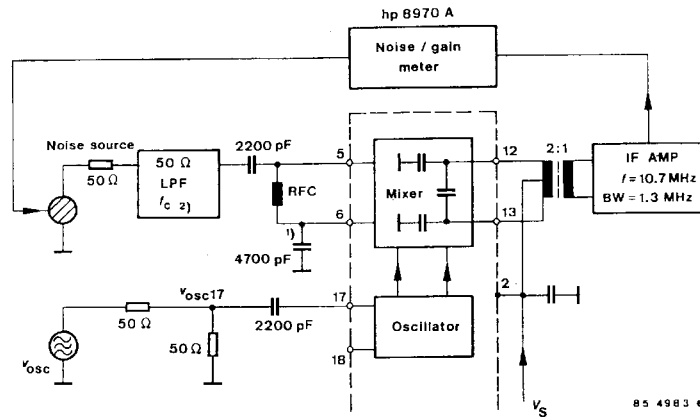 hp 8970 A
Noise / gain
meter
Noise source
50 Ω
50 Ω
LPF
fc 2)
2200 pF
RFC
1)
4700 pF
5
6
Mixer
12
13
2:1
IF AMP
f = 10.7 MHz
BW = 1.3 MHz
vosc
50 Ω
vosc17
50 Ω
2200 pF
17
18
Oscillator
2
VS
85 4983 6